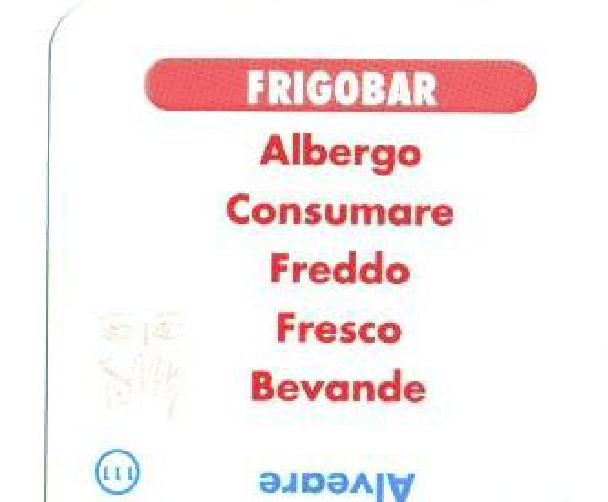 FRIGOBAR
Albergo
Consumare
Freddo
Fresco
Bevande
111
Alveare